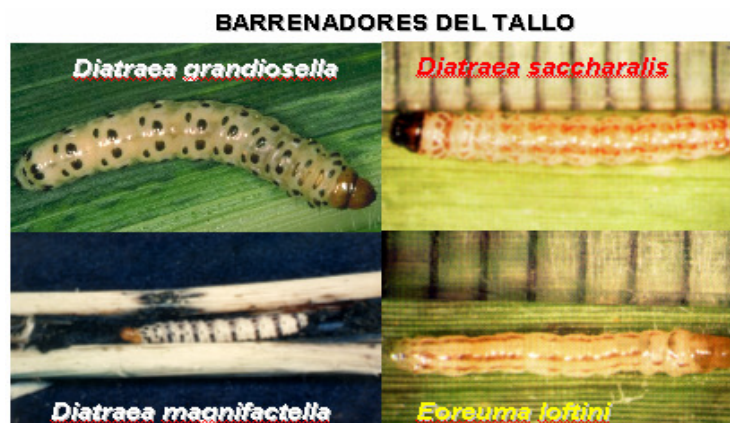 BARRENADORES DEL TALLO
Diatraea grandiosella
Diatraea saccharalis
Diatraea magnifactella
Eoreuma loftini